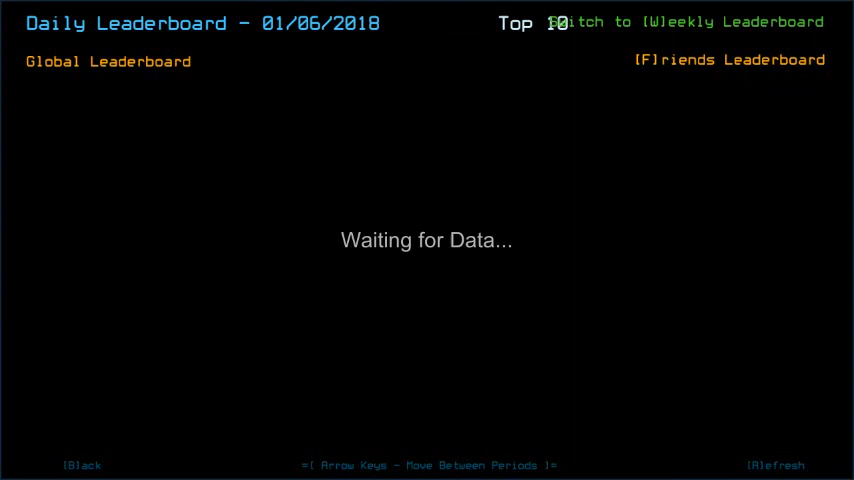 Daily Leaderboard - 01/06/2018 Top 10 Switch to [W]eekly Leaderboard
Global Leaderboard [F]riends Leaderboard
Waiting for Data...
[B]ack =[ Arrow Keys - Move Between Periods ]= [R]efresh